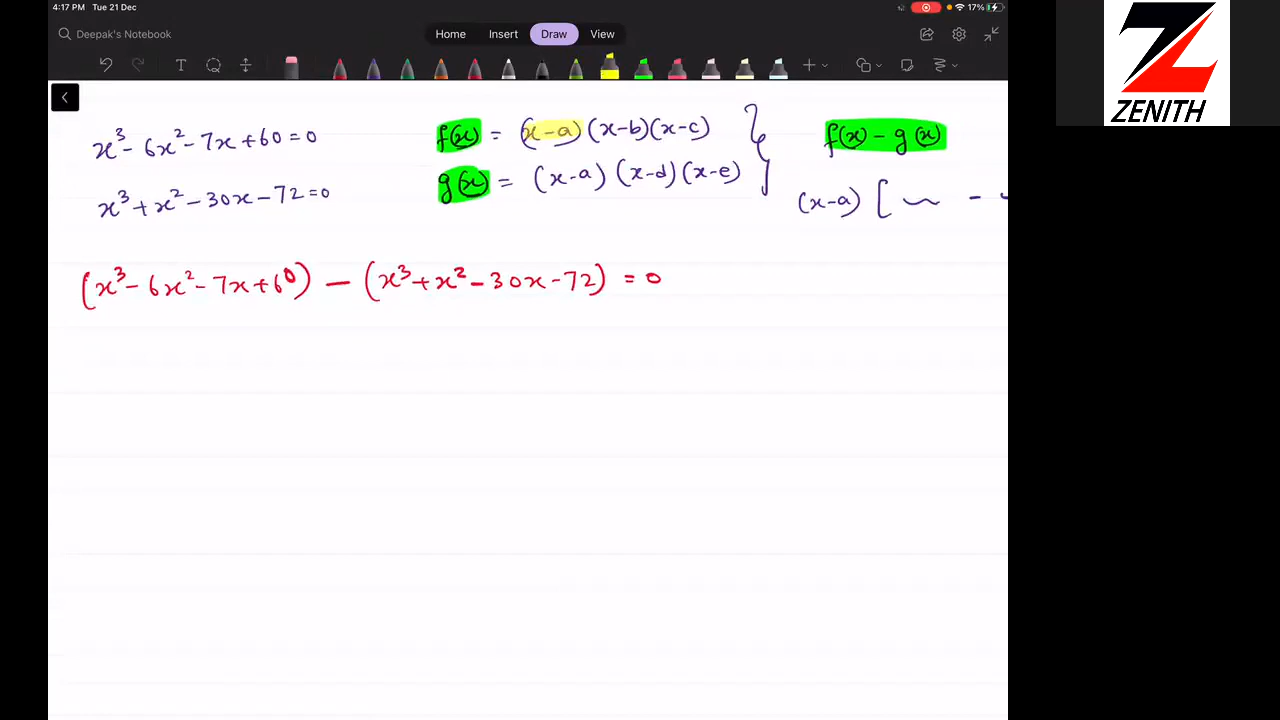 4:17 PM Tue 21 Dec
17%
Deepak's Notebook
Home Insert Draw View
ZENITH
x³ - 6x² - 7x + 60 = 0
x³ + x² - 30x - 72 = 0
f(x) = (x-a) (x-b)(x-c)
g(x) = (x-a) (x-d)(x-e)
f(x) - g(x)
(x-a) [ ~ -
(x³ - 6x² - 7x + 60) - (x³ + x² - 30x - 72) = 0